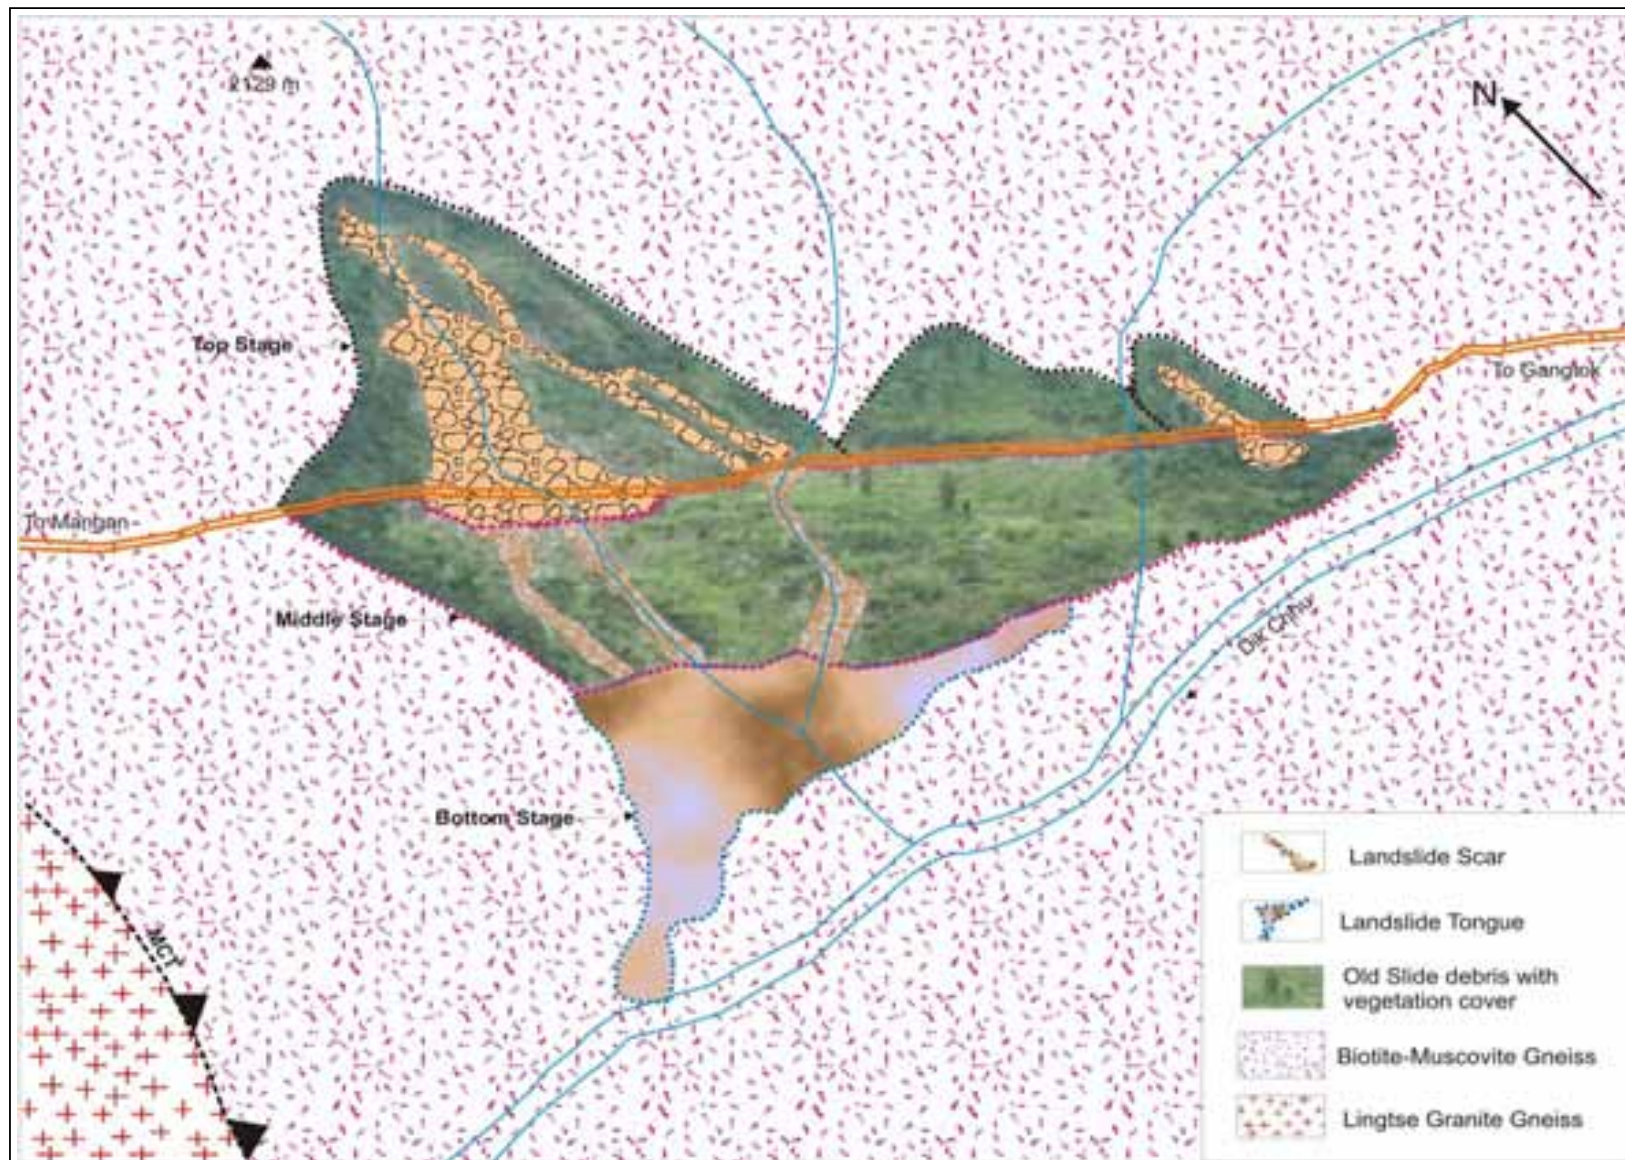 2129 m
N
Top Stage
To Gangtok
To Mangan
Middle Stage
Dik Chhu
Bottom Stage
MCT
Landslide Scar
Landslide Tongue
Old Slide debris with
vegetation cover
Biotite-Muscovite Gneiss
Lingtse Granite Gneiss